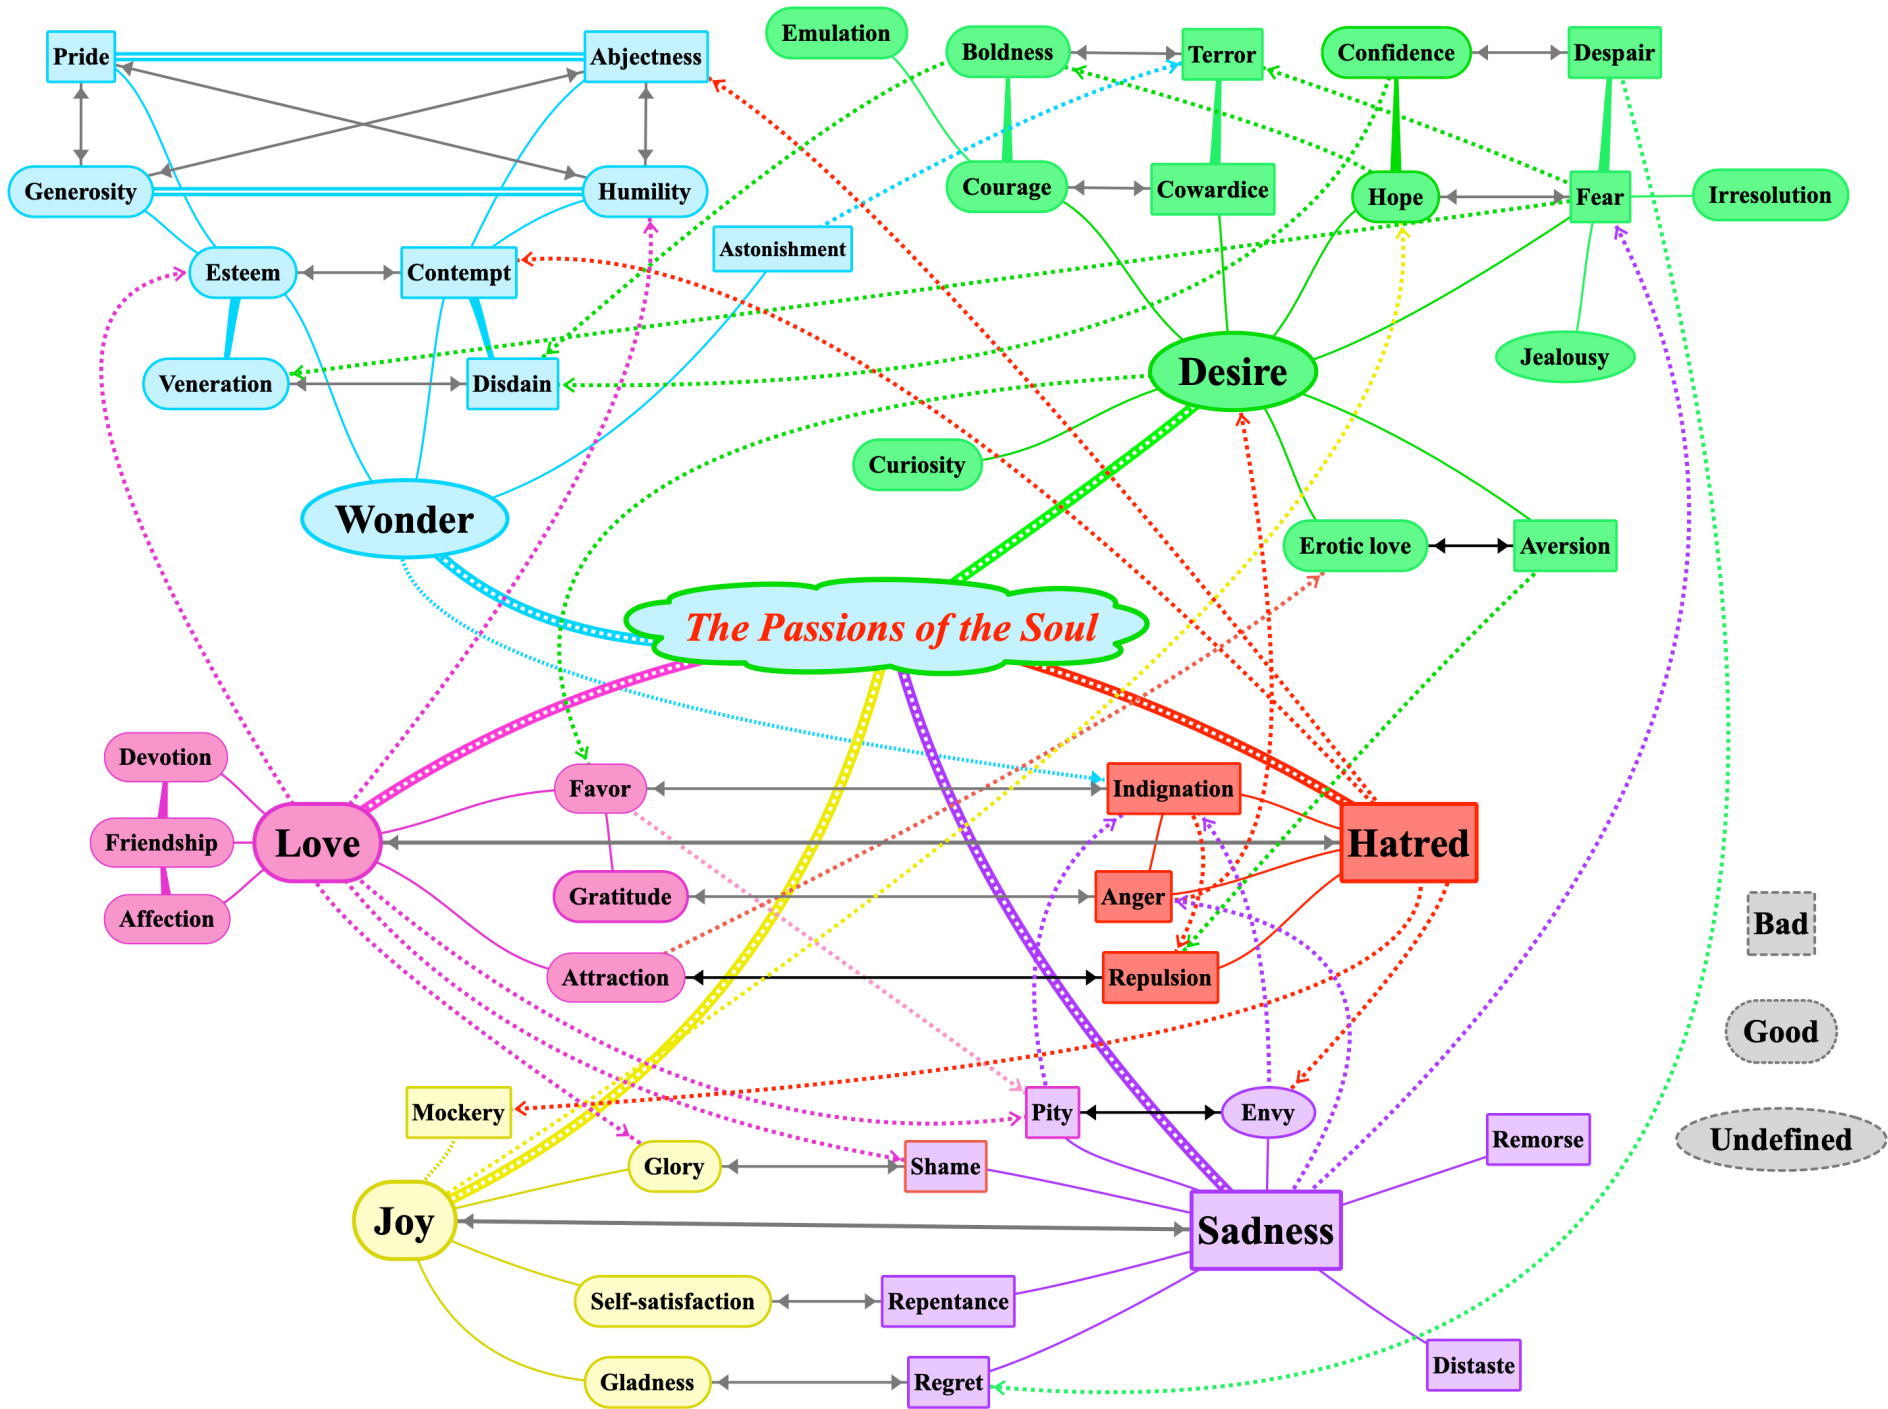 Pride
Abjectness
Emulation
Boldness
Terror
Confidence
Despair
Generosity
Humility
Courage
Cowardice
Hope
Fear
Irresolution
Astonishment
Esteem
Contempt
Veneration
Disdain
Desire
Jealousy
Curiosity
Wonder
Erotic love
Aversion
The Passions of the Soul
Devotion
Favor
Indignation
Friendship
Love
Hatred
Affection
Gratitude
Anger
Bad
Attraction
Repulsion
Good
Mockery
Pity
Envy
Remorse
Undefined
Glory
Shame
Joy
Sadness
Self-satisfaction
Repentance
Gladness
Regret
Distaste